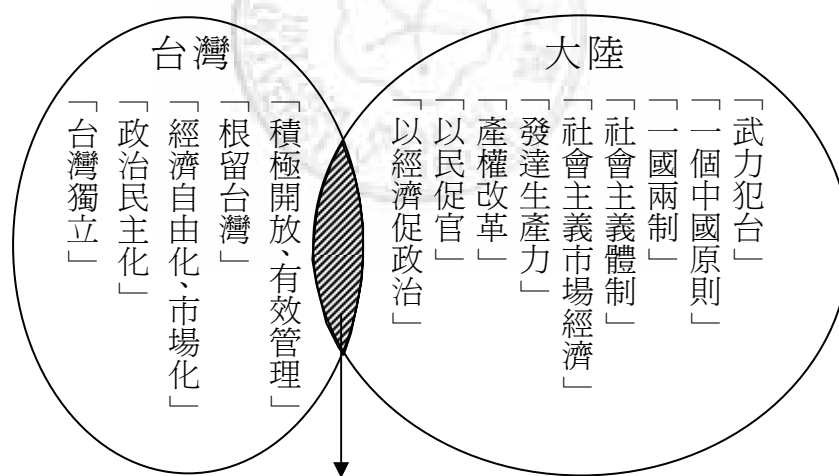 台灣
「積極開放、有效管理」
「根留台灣」
「經濟自由化、市場化」
「政治民主化」
「台灣獨立」
大陸
「武力犯台」
「一個中國原則」
「一國兩制」
「社會主義體制」
「社會主義市場經濟」
「發達生產力」
「產權改革」
「以民促官」
「以經濟促政治」